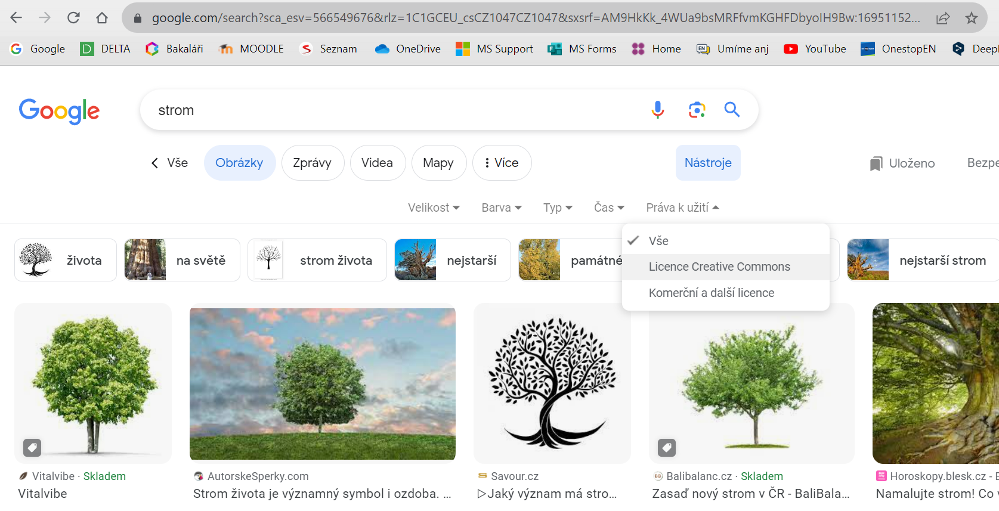 google.com/search?sca_esv=566549676&rlz=1C1GCEU_csCZ1047CZ1047&sxsrf=AM9HkKk_4WUa9bsMRFfvmKGHFDbyoIH9Bw:16951152...
Google DELTA Bakaláři MOODLE Seznam OneDrive MS Support MS Forms Home Umíme anj YouTube OnestopEN Deepl
Google
strom
Vše Obrázky Zprávy Videa Mapy Více Nástroje Uloženo Bezpe
Velikost Barva Typ Čas Práva k užití
Vše
Licence Creative Commons
Komerční a další licence
života na světě strom života nejstarší památné nejstarší strom
Vitalvibe · Skladem
Vitalvibe
AutorskeSperky.com
Strom života je významný symbol i ozdoba. ...
Savour.cz
▷Jaký význam má stro...
Balibalanc.cz · Skladem
Zasaď nový strom v ČR - BaliBala...
Horoskopy.blesk.cz -
Namalujte strom! Co